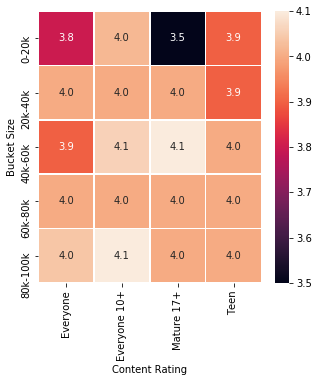 Bucket Size
0-20k
3.8 4.0 3.5 3.9
20k-40k
4.0 4.0 4.0 3.9
40k-60k
3.9 4.1 4.1 4.0
60k-80k
4.0 4.0 4.0 4.0
80k-100k
4.0 4.1 4.0 4.0
Everyone
Everyone 10+
Mature 17+
Teen
Content Rating
4.1
4.0
3.9
3.8
3.7
3.6
3.5